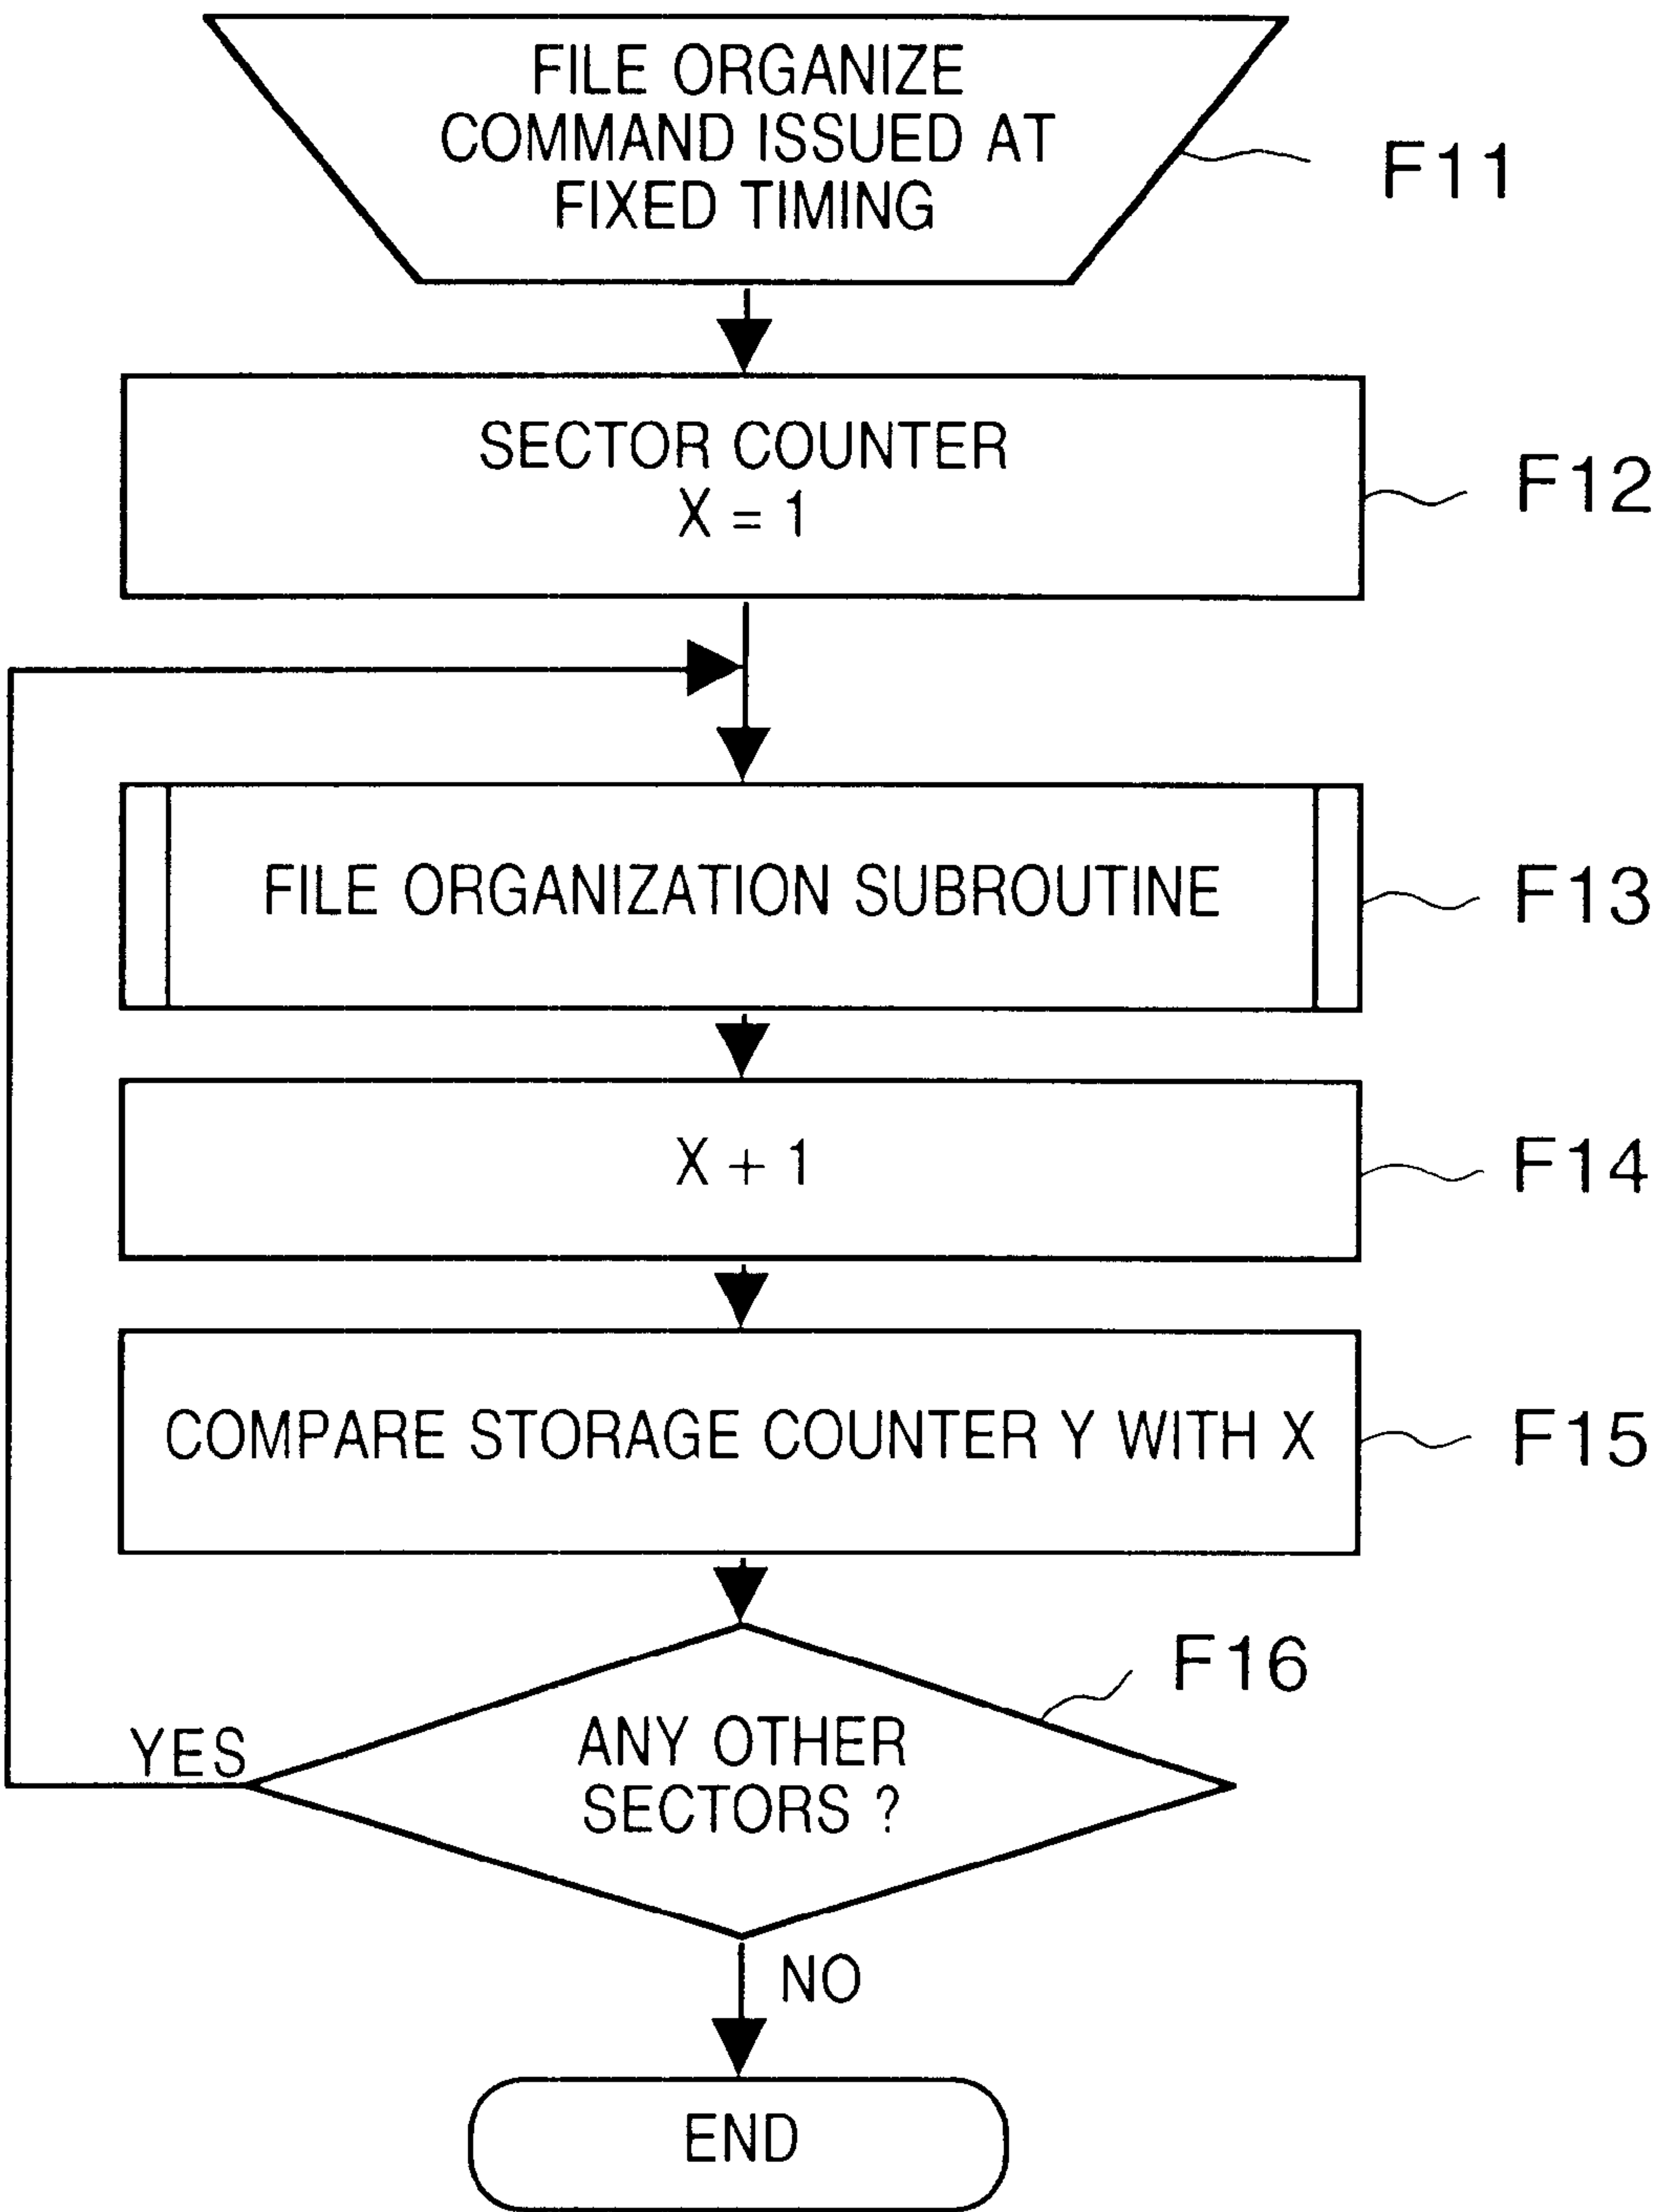 FILE ORGANIZE
COMMAND ISSUED AT
FIXED TIMING
F11
SECTOR COUNTER
X = 1
F12
FILE ORGANIZATION SUBROUTINE
F13
X + 1
F14
COMPARE STORAGE COUNTER Y WITH X
F15
F16
ANY OTHER
SECTORS ?
YES
NO
END